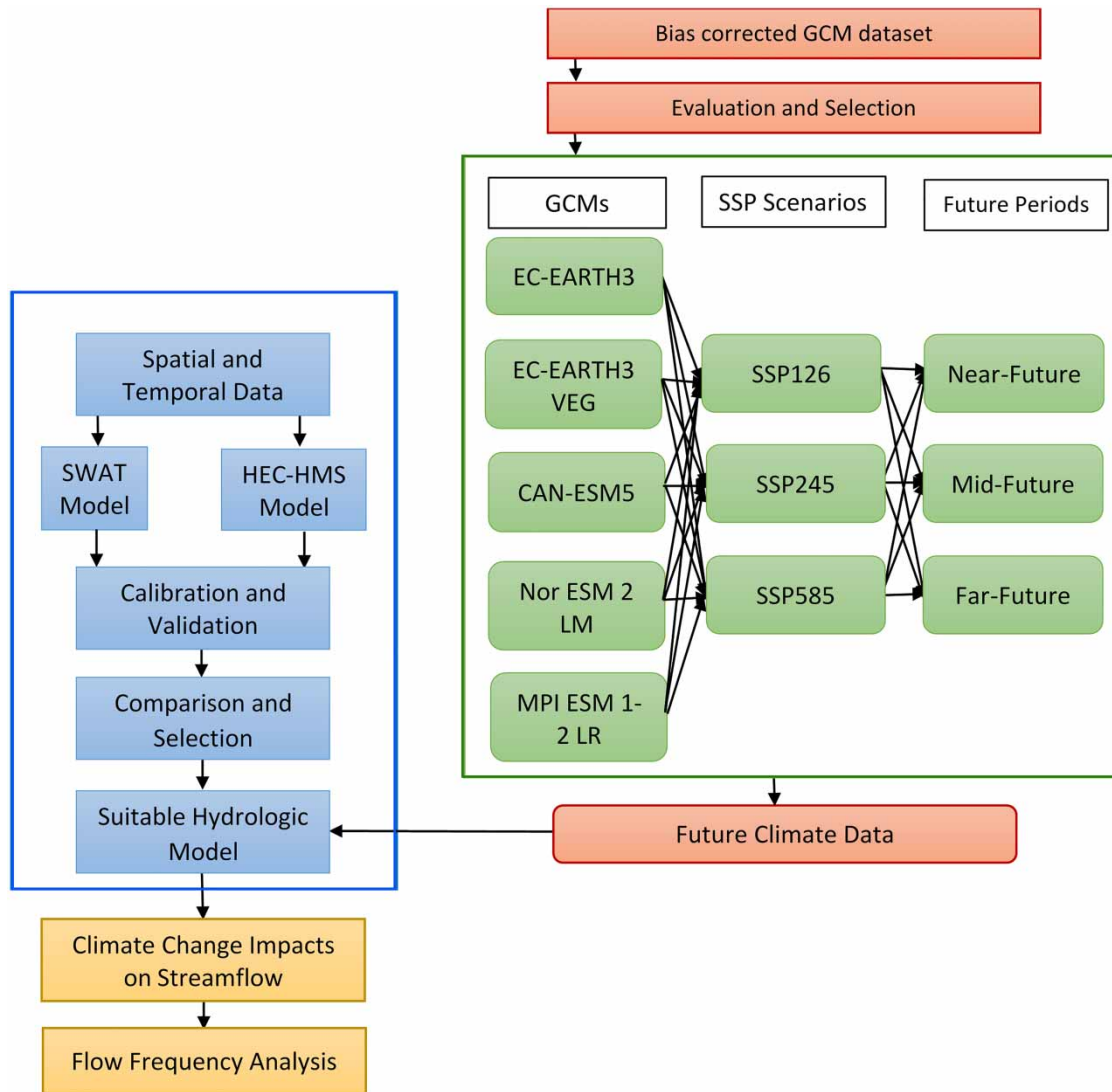 Bias corrected GCM dataset
Evaluation and Selection
GCMs
SSP Scenarios
Future Periods
EC-EARTH3
EC-EARTH3
VEG
CAN-ESM5
Nor ESM 2
LM
MPI ESM 1-
2 LR
SSP126
SSP245
SSP585
Near-Future
Mid-Future
Far-Future
Future Climate Data
Spatial and
Temporal Data
SWAT
Model
HEC-HMS
Model
Calibration and
Validation
Comparison and
Selection
Suitable Hydrologic
Model
Climate Change Impacts
on Streamflow
Flow Frequency Analysis